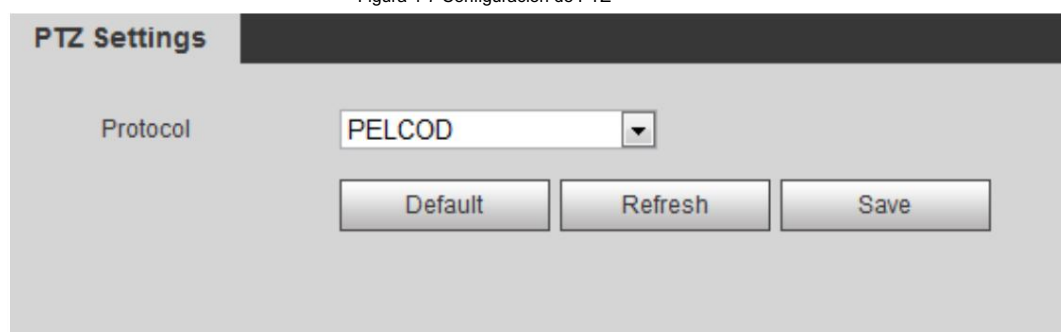 PTZ Settings
Protocol
PELCOD
Default
Refresh
Save